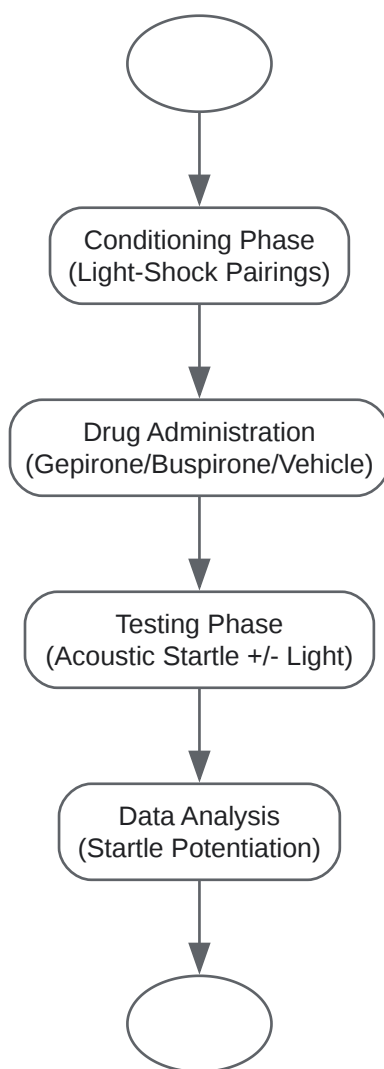 Conditioning Phase
(Light-Shock Pairings)
Drug Administration
(Gepirone/Buspirone/Vehicle)
Testing Phase
(Acoustic Startle +/- Light)
Data Analysis
(Startle Potentiation)